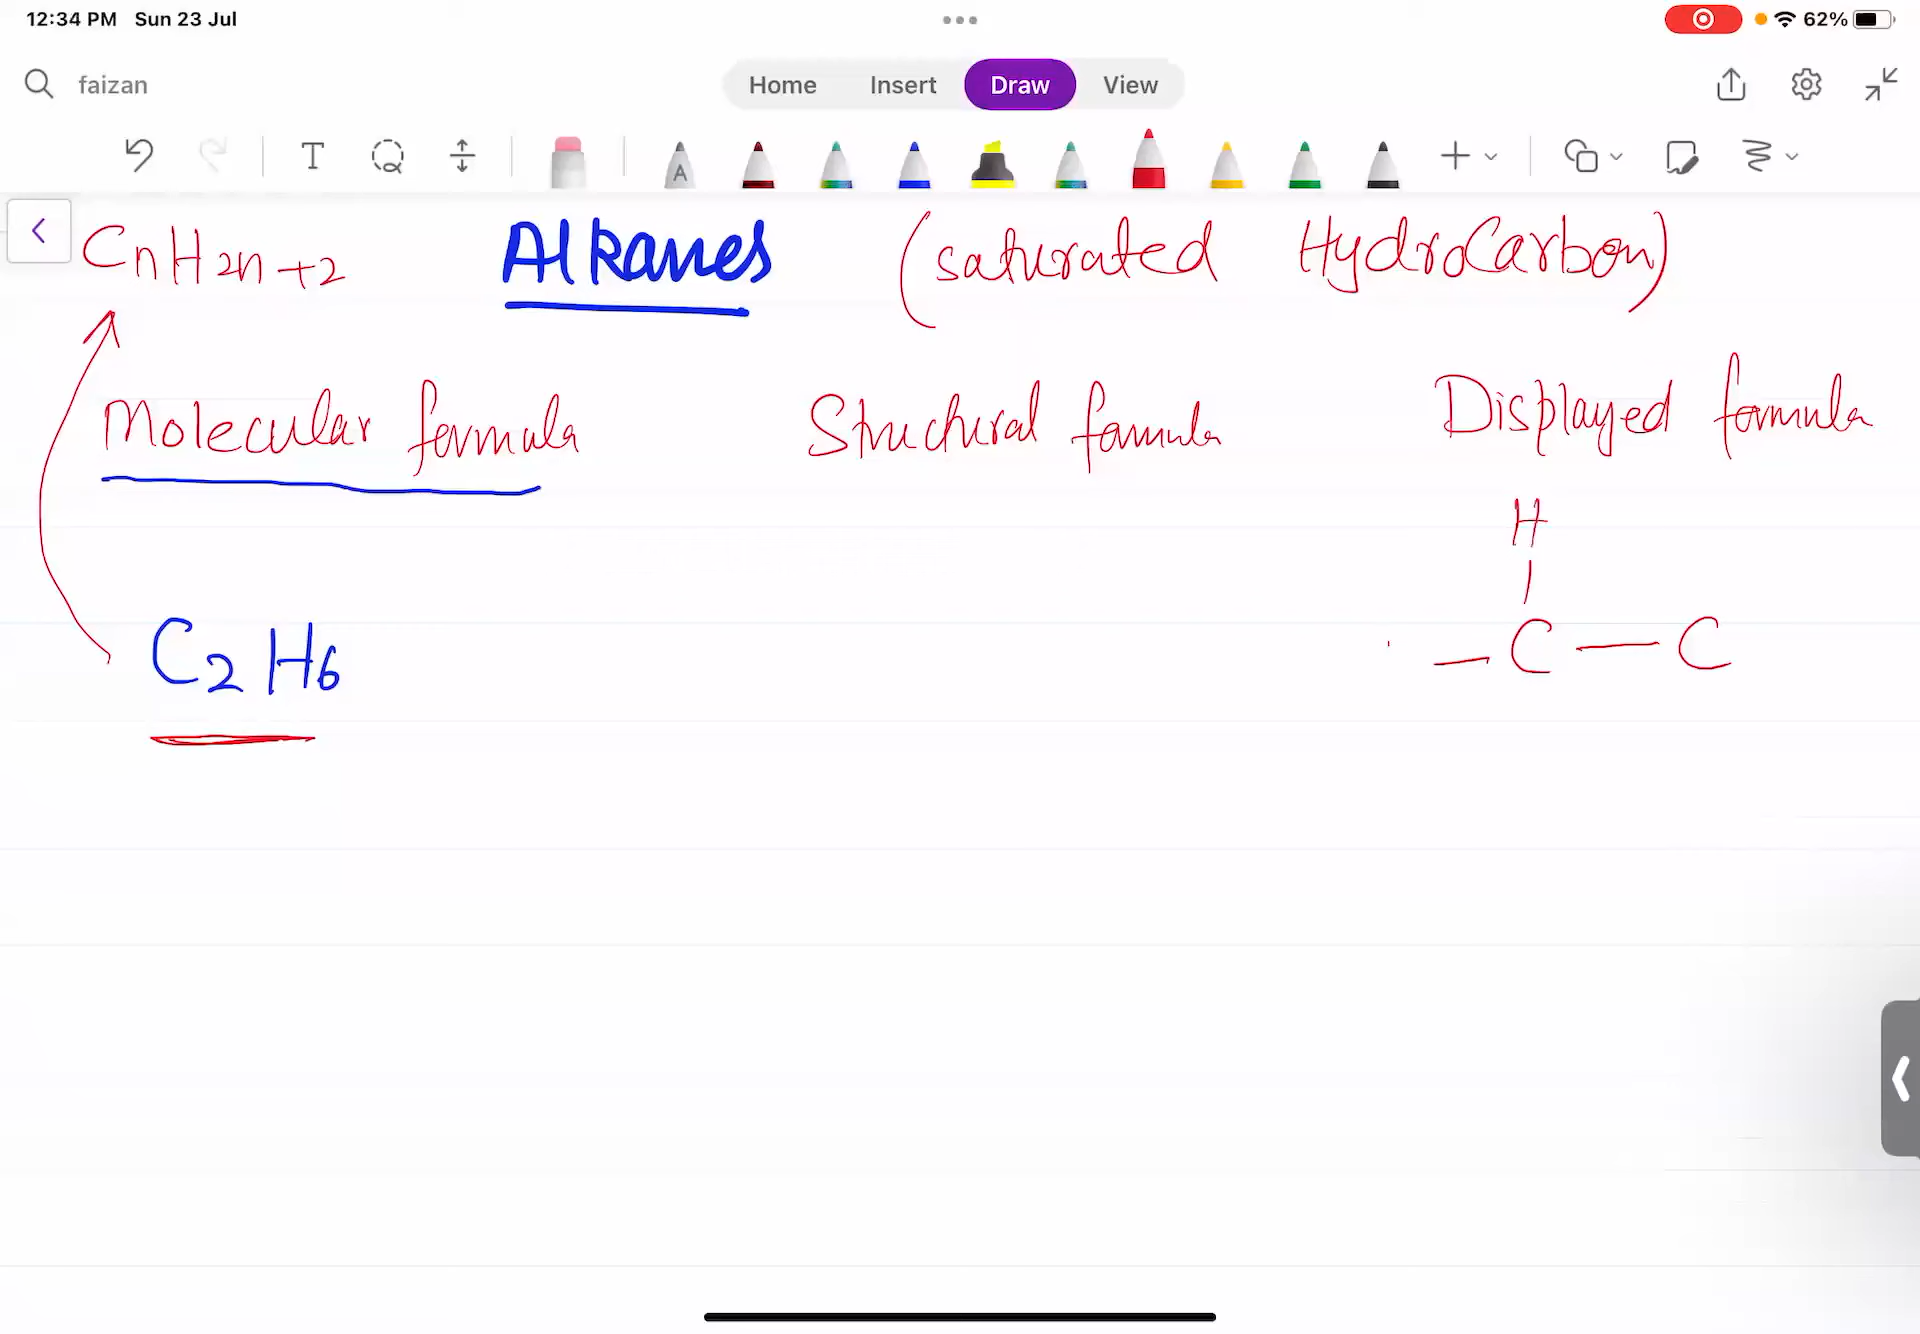 12:34 PM Sun 23 Jul 62%
faizan Home Insert Draw View
T A
CnH2n+2 Alkanes (saturated HydroCarbon)
Molecular formula Structural formula Displayed formula
H
C2H6 C C